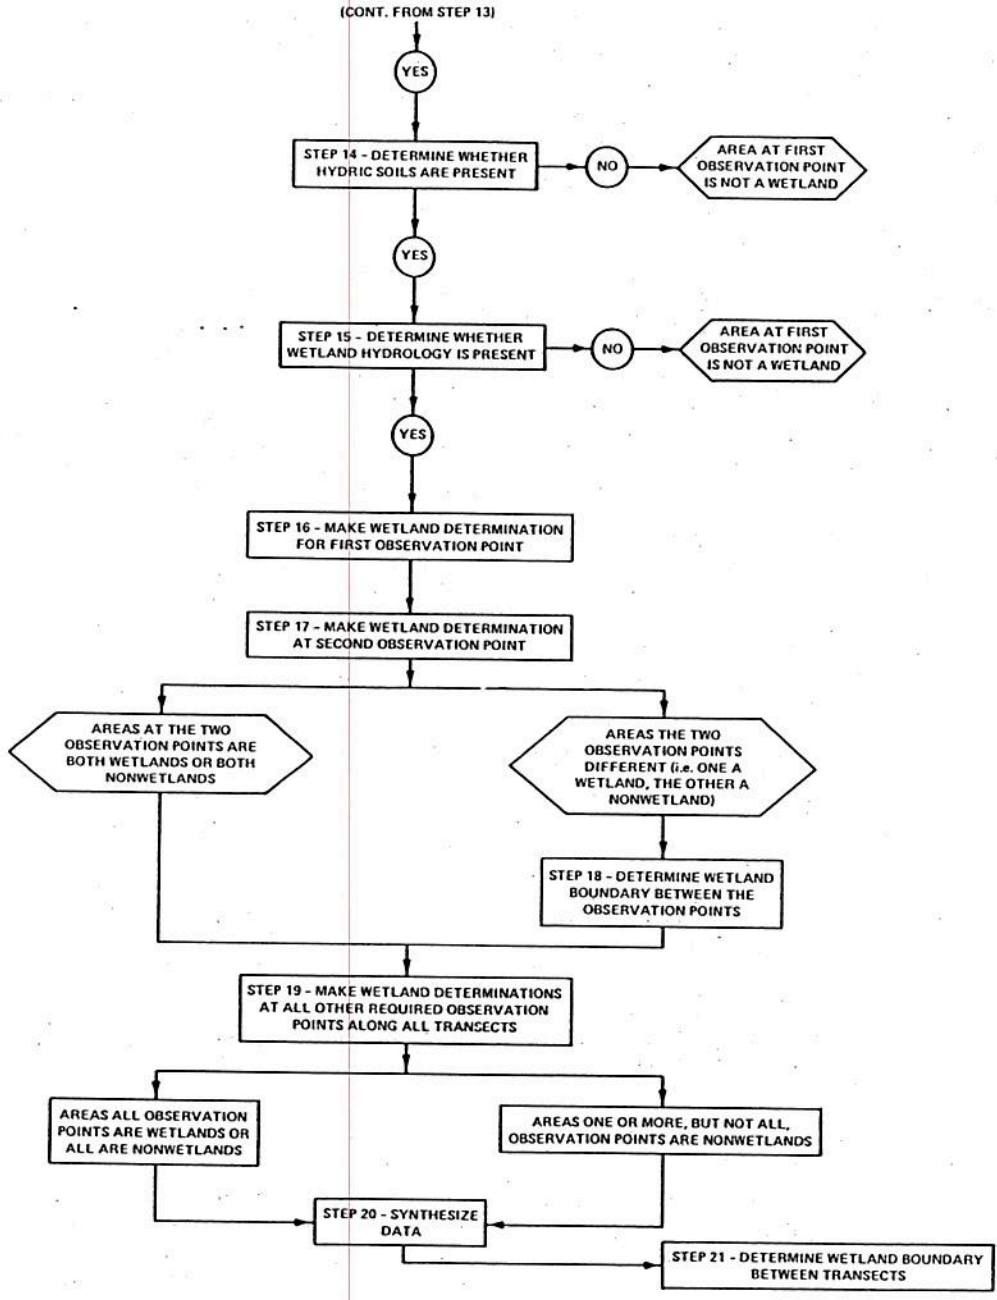 (CONT. FROM STEP 13)
YES
STEP 14 - DETERMINE WHETHER
HYDRIC SOILS ARE PRESENT
NO
AREA AT FIRST
OBSERVATION POINT
IS NOT A WETLAND
YES
STEP 15 - DETERMINE WHETHER
WETLAND HYDROLOGY IS PRESENT
NO
AREA AT FIRST
OBSERVATION POINT
IS NOT A WETLAND
YES
STEP 16 - MAKE WETLAND DETERMINATION
FOR FIRST OBSERVATION POINT
STEP 17 - MAKE WETLAND DETERMINATION
AT SECOND OBSERVATION POINT
AREAS AT THE TWO
OBSERVATION POINTS ARE
BOTH WETLANDS OR BOTH
NONWETLANDS
AREAS THE TWO
OBSERVATION POINTS
DIFFERENT (i.e. ONE A
WETLAND, THE OTHER A
NONWETLAND)
STEP 18 - DETERMINE WETLAND
BOUNDARY BETWEEN THE
OBSERVATION POINTS
STEP 19 - MAKE WETLAND DETERMINATIONS
AT ALL OTHER REQUIRED OBSERVATION
POINTS ALONG ALL TRANSECTS
AREAS ALL OBSERVATION
POINTS ARE WETLANDS OR
ALL ARE NONWETLANDS
AREAS ONE OR MORE, BUT NOT ALL,
OBSERVATION POINTS ARE NONWETLANDS
STEP 20 - SYNTHESIZE
DATA
STEP 21 - DETERMINE WETLAND BOUNDARY
BETWEEN TRANSECTS